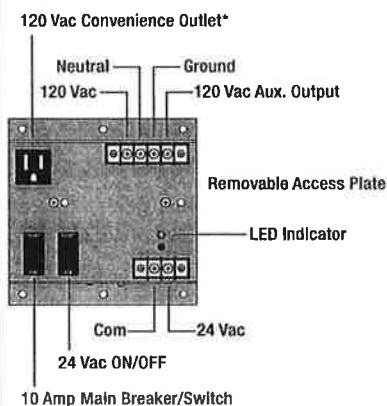 120 Vac Convenience Outlet*
Neutral
Ground
120 Vac
120 Vac Aux. Output
Removable Access Plate
LED Indicator
Com
24 Vac
24 Vac ON/OFF
10 Amp Main Breaker/Switch